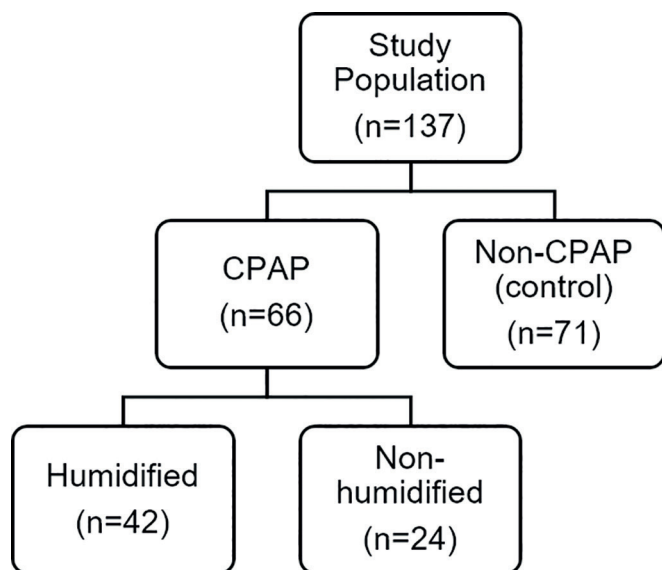 Study
Population
(n=137)
CPAP
(n=66)
Non-CPAP
(control)
(n=71)
Humidified
(n=42)
Non-
humidified
(n=24)